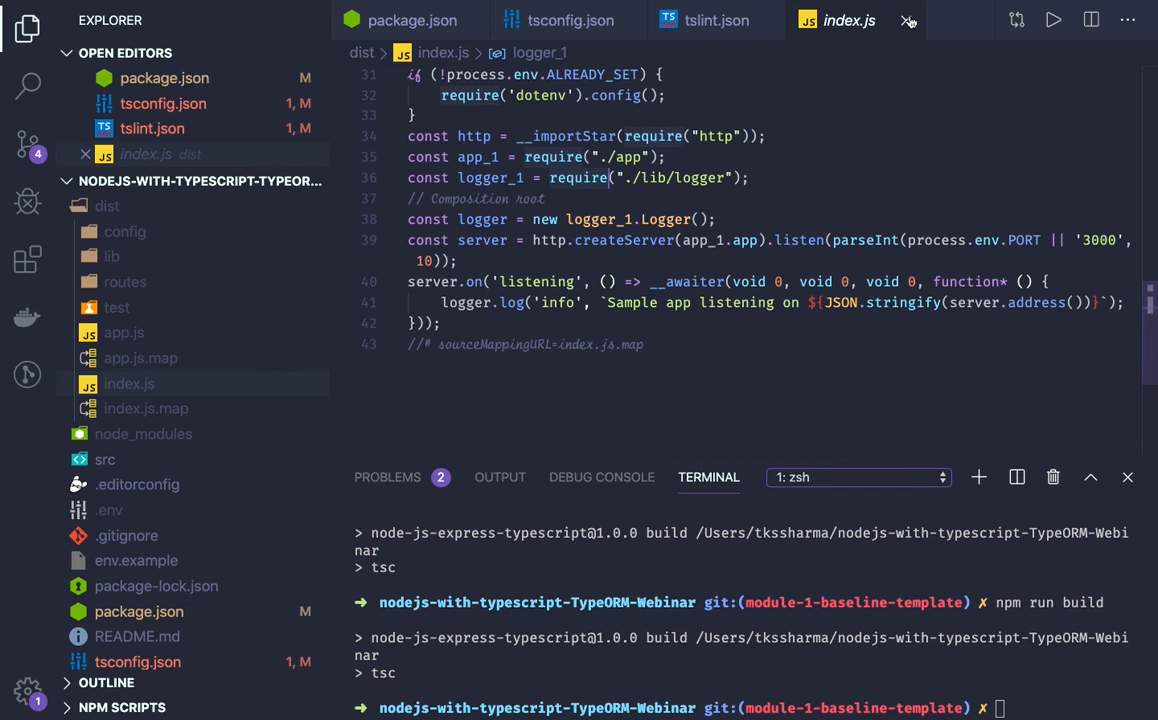 EXPLORER
OPEN EDITORS
package.json M
tsconfig.json 1, M
TS tslint.json 1, M
JS index.js dist
NODEJS-WITH-TYPESCRIPT-TYPEOR...
dist
config
lib
routes
test
JS app.js
app.js.map
JS index.js
index.js.map
node_modules
src
.editorconfig
.env
.gitignore
env.example
package-lock.json
package.json M
README.md
tsconfig.json 1, M
OUTLINE
NPM SCRIPTS
4
1
package.json
tsconfig.json
TS tslint.json
JS index.js
dist > JS index.js > logger_1
31 if (!process.env.ALREADY_SET) {
32 require('dotenv').config();
33 }
34 const http = __importStar(require("http"));
35 const app_1 = require("./app");
36 const logger_1 = require("./lib/logger");
37 // Composition root
38 const logger = new logger_1.Logger();
39 const server = http.createServer(app_1.app).listen(parseInt(process.env.PORT || '3000',
10));
40 server.on('listening', () => __awaiter(void 0, void 0, void 0, function* () {
41 logger.log('info', `Sample app listening on ${JSON.stringify(server.address())}`);
42 }));
43 //# sourceMappingURL=index.js.map
PROBLEMS 2 OUTPUT DEBUG CONSOLE TERMINAL 1: zsh
> node-js-express-typescript@1.0.0 build /Users/tkssharma/nodejs-with-typescript-TypeORM-Webi
nar
> tsc
➜ nodejs-with-typescript-TypeORM-Webinar git:(module-1-baseline-template) ✗ npm run build
> node-js-express-typescript@1.0.0 build /Users/tkssharma/nodejs-with-typescript-TypeORM-Webi
nar
> tsc
➜ nodejs-with-typescript-TypeORM-Webinar git:(module-1-baseline-template) ✗